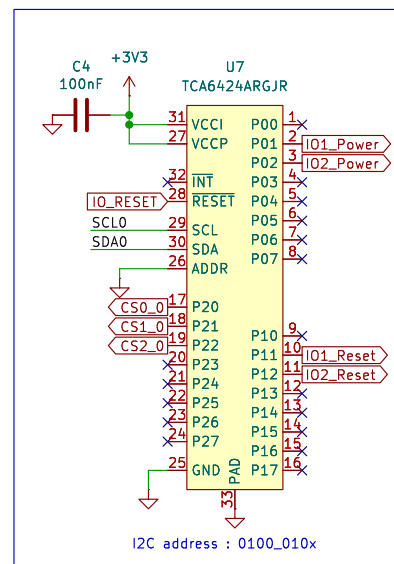 +3V3
C4
100nF
U7
TCA6424ARGJR
31 VCCI P00 1
27 VCCP P01 2 IO1_Power
P02 3 IO2_Power
32 INT P03 4
IO_RESET 28 RESET P04 5
P05 6
SCL0 29 SCL P06 7
SDA0 30 SDA P07 8
26 ADDR
CS0_0 17 P20
CS1_0 18 P21 P10 9
CS2_0 19 P22 P11 10 IO1_Reset
20 P23 P12 11 IO2_Reset
21 P24 P13 12
22 P25 P14 13
23 P26 P15 14
24 P27 P16 15
25 GND PAD P17 16
33
I2C address : 0100_010x